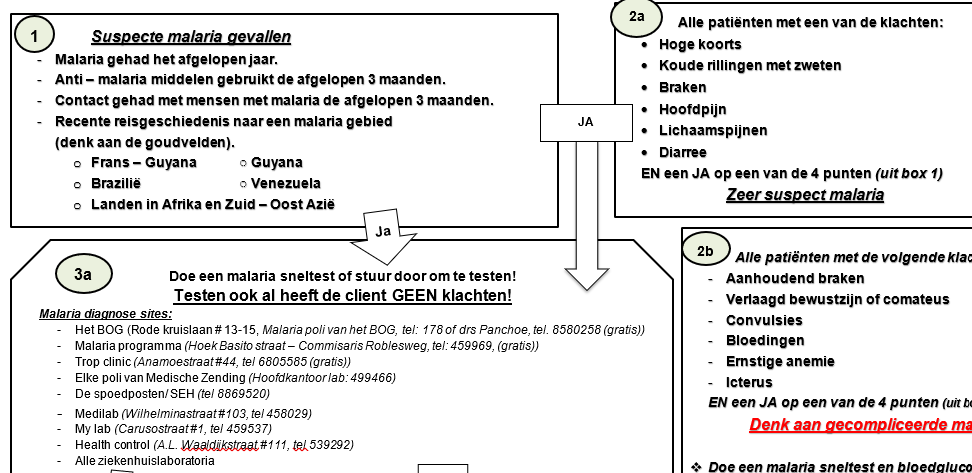 1
Suspecte malaria gevallen
- Malaria gehad het afgelopen jaar.
- Anti – malaria middelen gebruikt de afgelopen 3 maanden.
- Contact gehad met mensen met malaria de afgelopen 3 maanden.
- Recente reisgeschiedenis naar een malaria gebied
(denk aan de goudvelden).
o Frans – Guyana ○ Guyana
o Brazilië ○ Venezuela
o Landen in Afrika en Zuid – Oost Azië
JA
2a
Alle patiënten met een van de klachten:
• Hoge koorts
• Koude rillingen met zweten
• Braken
• Hoofdpijn
• Lichaamspijnen
• Diarree
EN een JA op een van de 4 punten (uit box 1)
Zeer suspect malaria
Ja
3a
Doe een malaria sneltest of stuur door om te testen!
Testen ook al heeft de client GEEN klachten!
Malaria diagnose sites:
- Het BOG (Rode kruislaan # 13-15, Malaria poli van het BOG, tel: 178 of drs Panchoe, tel. 8580258 (gratis))
- Malaria programma (Hoek Basito straat – Commisaris Roblesweg, tel: 459969, (gratis))
- Trop clinic (Anamoestraat #44, tel 6805585 (gratis))
- Elke poli van Medische Zending (Hoofdkantoor lab: 499466)
- De spoedposten/ SEH (tel 8869520)
- Medilab (Wilhelminastraat #103, tel 458029)
- My lab (Carusostraat #1, tel 459537)
- Health control (A.L. Waaldijkstraat #111, tel 539292)
- Alle ziekenhuislaboratoria
2b
Alle patiënten met de volgende klac
- Aanhoudend braken
- Verlaagd bewustzijn of comateus
- Convulsies
- Bloedingen
- Ernstige anemie
- Icterus
EN een JA op een van de 4 punten (uit bo
Denk aan gecompliceerde ma
❖ Doe een malaria sneltest en bloedgluco